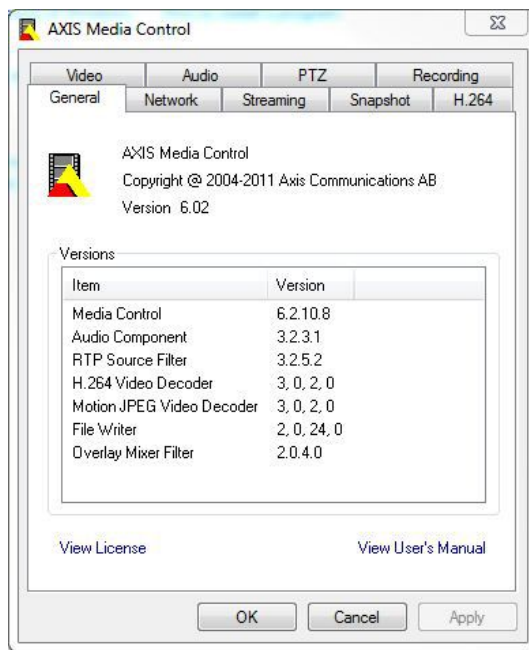 AXIS Media Control
Video Audio PTZ Recording
General Network Streaming Snapshot H.264
AXIS Media Control
Copyright @ 2004-2011 Axis Communications AB
Version 6.02
Versions
Item Version
Media Control 6.2.10.8
Audio Component 3.2.3.1
RTP Source Filter 3.2.5.2
H.264 Video Decoder 3, 0, 2, 0
Motion JPEG Video Decoder 3, 0, 2, 0
File Writer 2, 0, 24, 0
Overlay Mixer Filter 2.0.4.0
View License View User's Manual
OK Cancel Apply